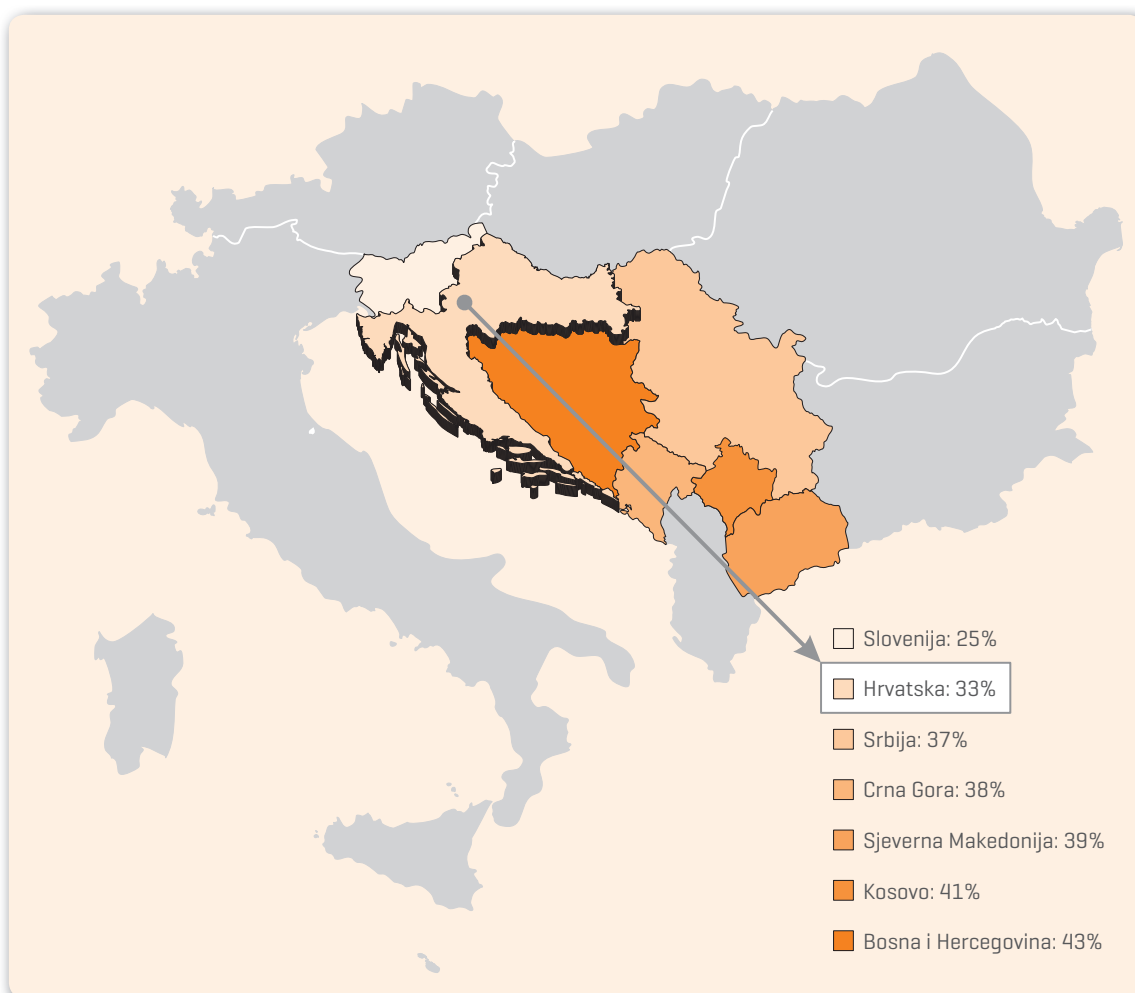 Slovenija: 25%
Hrvatska: 33%
Srbija: 37%
Crna Gora: 38%
Sjeverna Makedonija: 39%
Kosovo: 41%
Bosna i Hercegovina: 43%